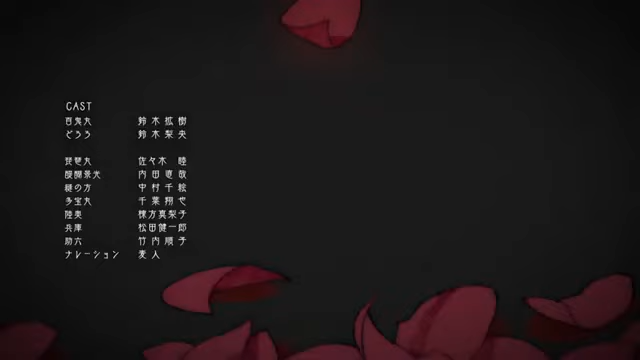 CAST
百鬼丸 鈴木拡樹
どろろ 鈴木梨央
琵琶丸 佐々木 睦
醍醐景光 内田直哉
縫の方 中村千絵
多宝丸 千葉翔也
陸奥 棟方真梨子
兵庫 松田健一郎
助六 竹内順子
ナレーション 麦人